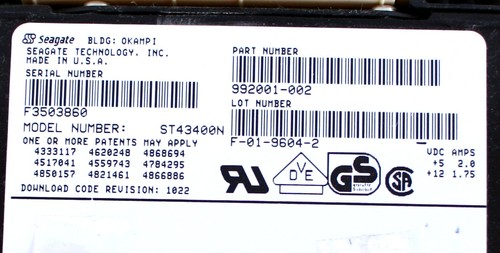 Seagate BLDG: OKAMPI
SEAGATE TECHNOLOGY, INC.
MADE IN U.S.A.
SERIAL NUMBER
F3503860
MODEL NUMBER: ST43400N
ONE OR MORE PATENTS MAY APPLY
4333117 4620248 4868694
4517041 4559743 4784295
4850157 4821461 4866886
DOWNLOAD CODE REVISION: 1022
PART NUMBER
992001-002
LOT NUMBER
F-01-9604-2
VDC AMPS
+5 2.0
+12 1.75
DVE
GS
SA